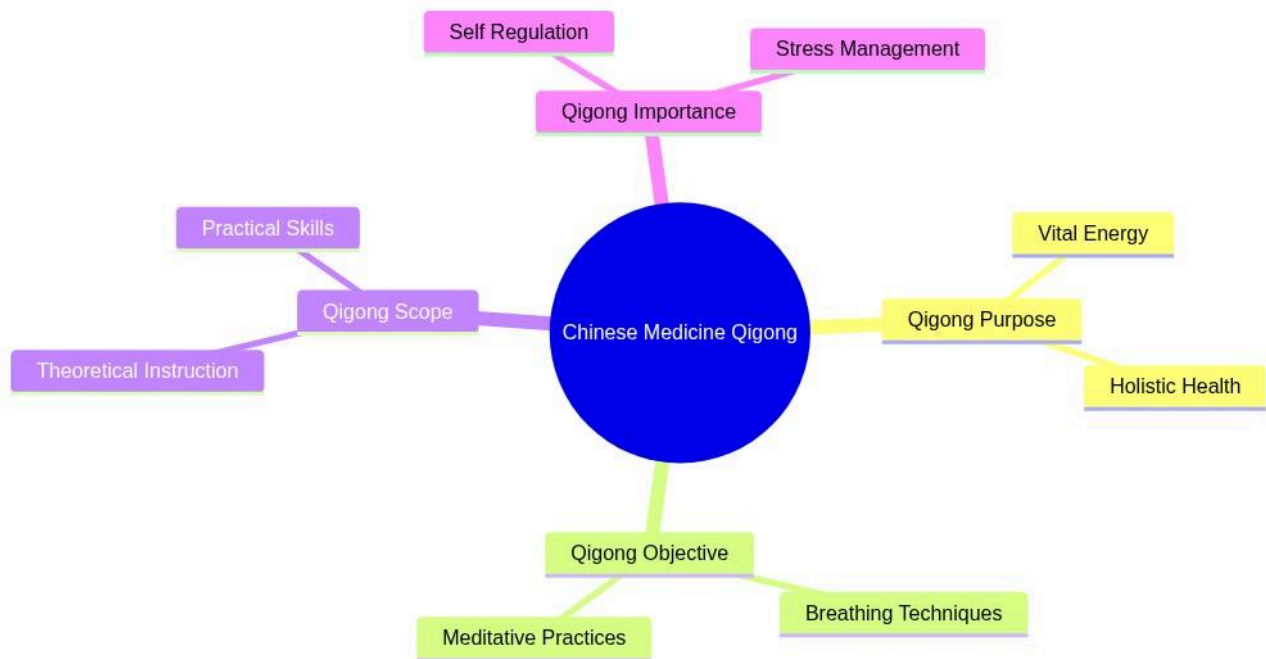 Self Regulation
Stress Management
Qigong Importance
Practical Skills
Vital Energy
Qigong Scope
Qigong Purpose
Chinese Medicine Qigong
Theoretical Instruction
Holistic Health
Qigong Objective
Breathing Techniques
Meditative Practices